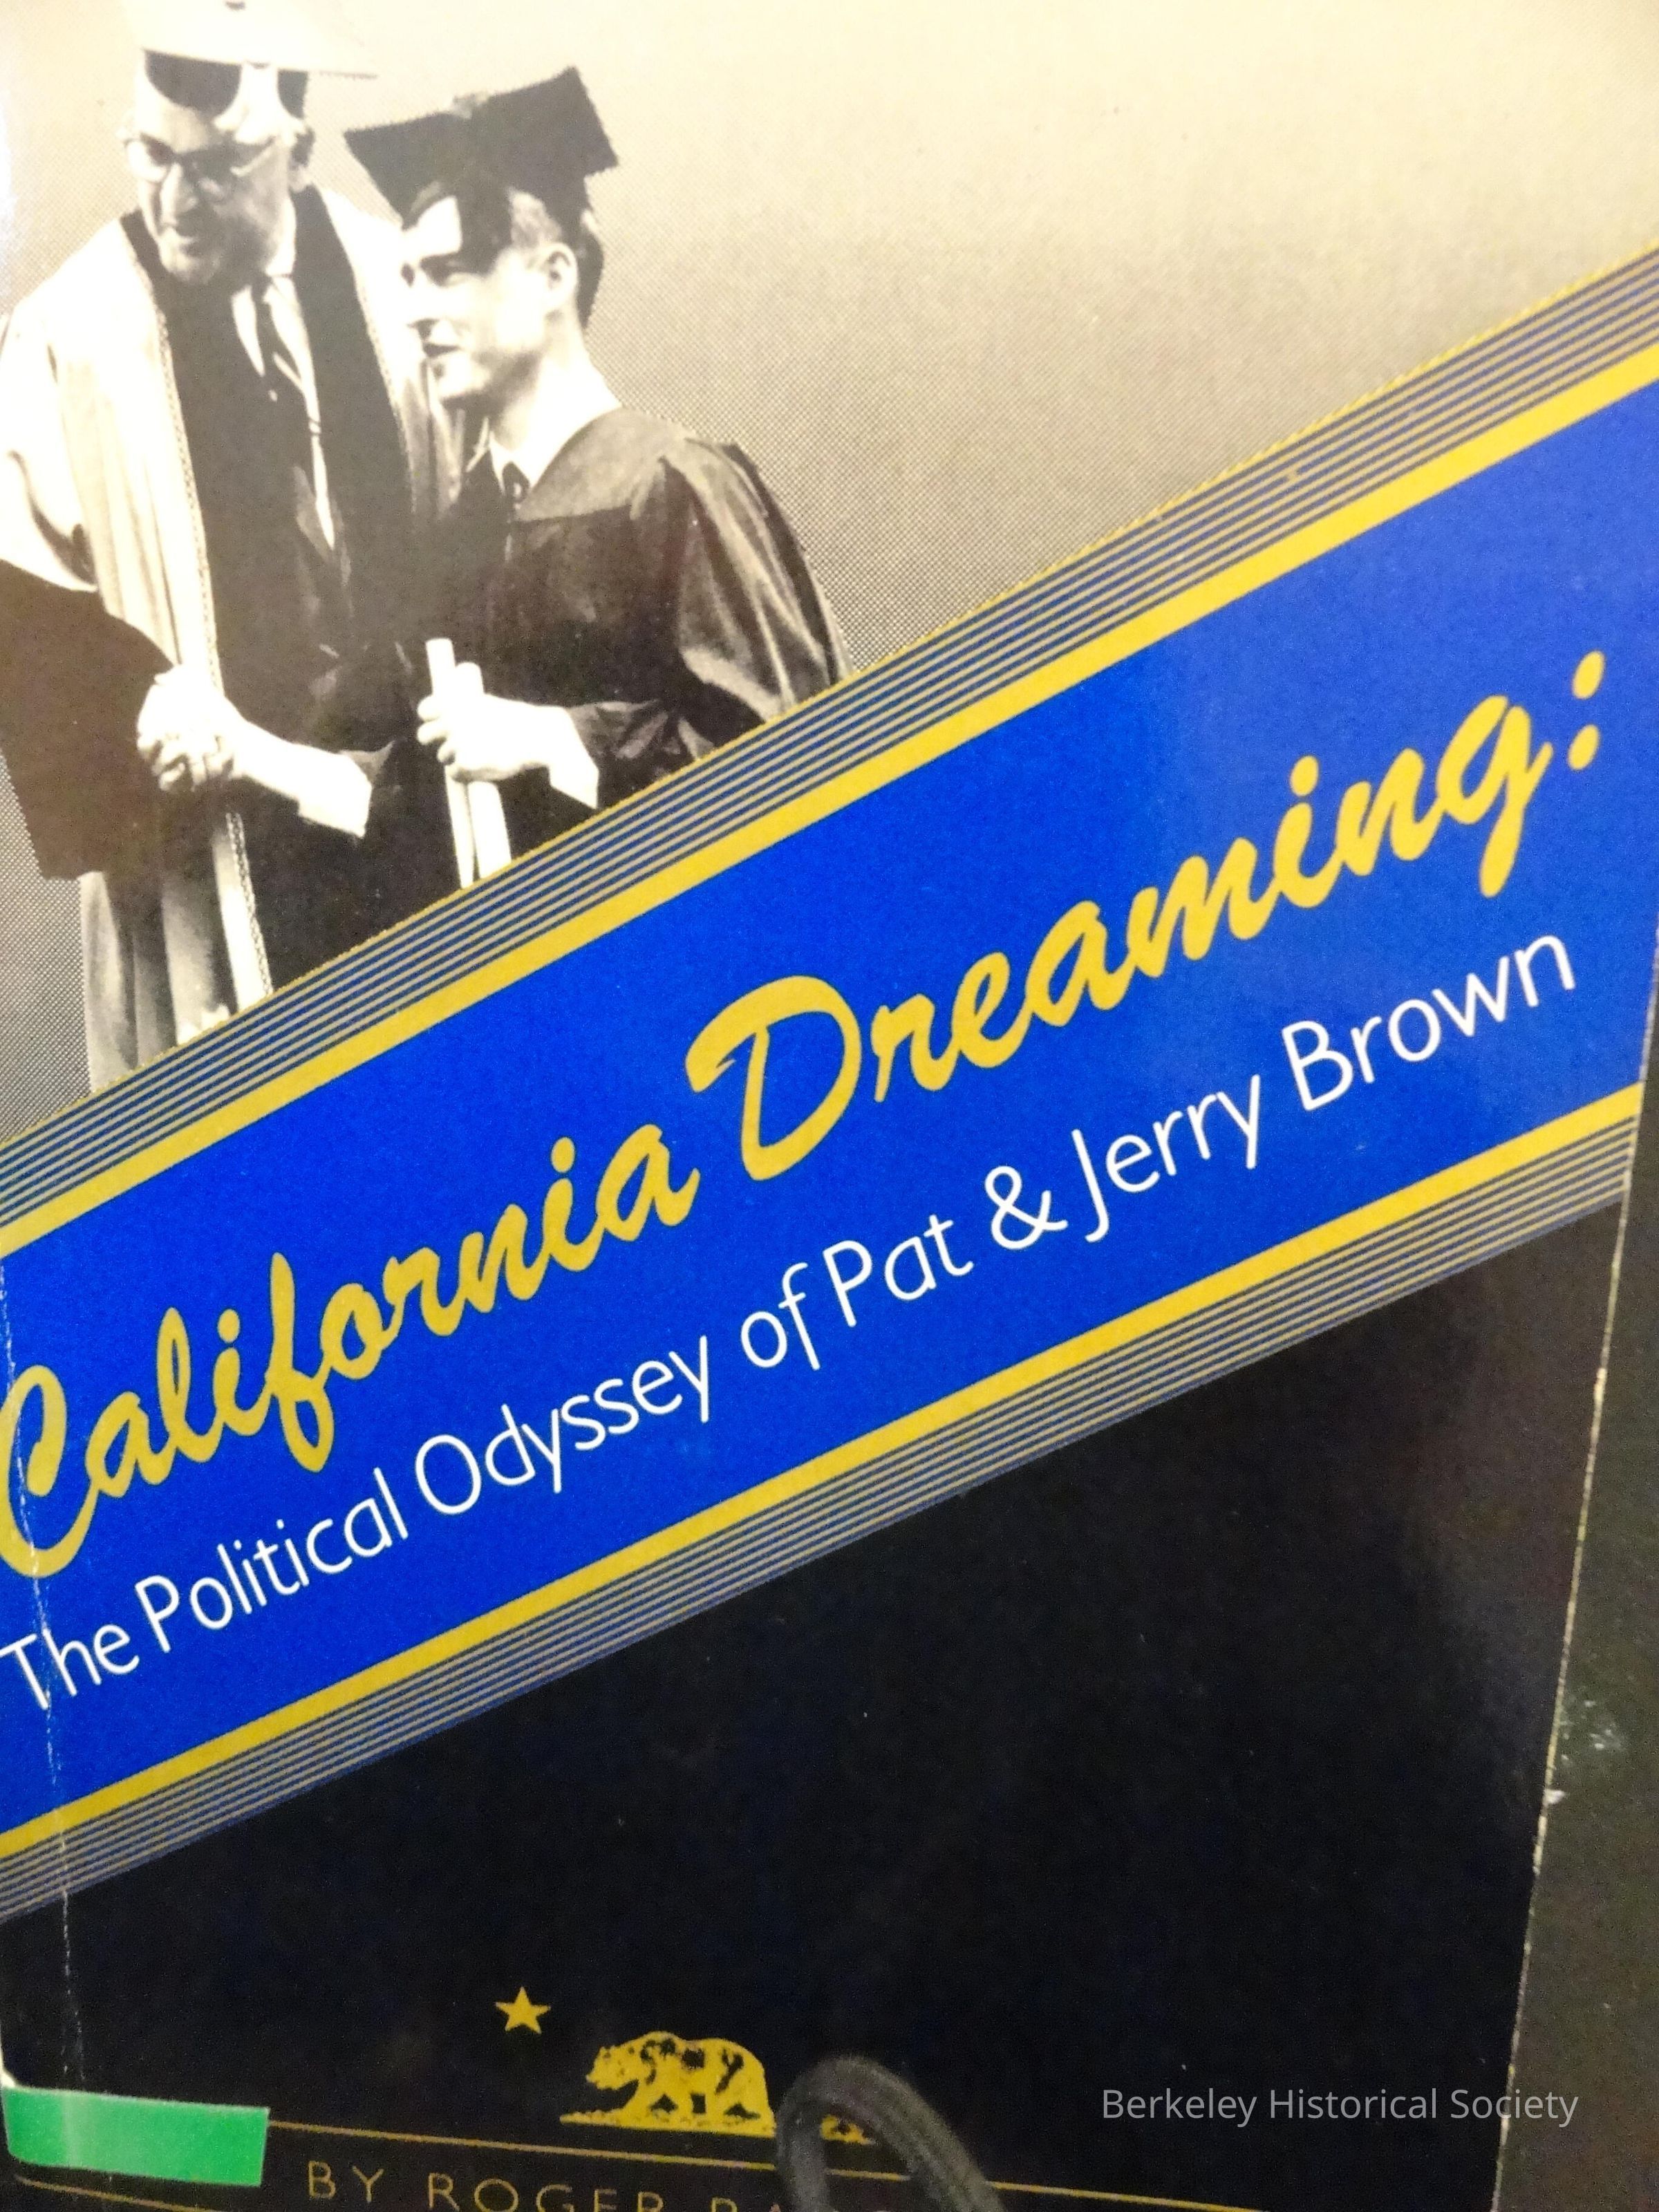 California Dreaming:
The Political Odyssey of Pat & Jerry Brown
BY ROGER
Berkeley Historical Society